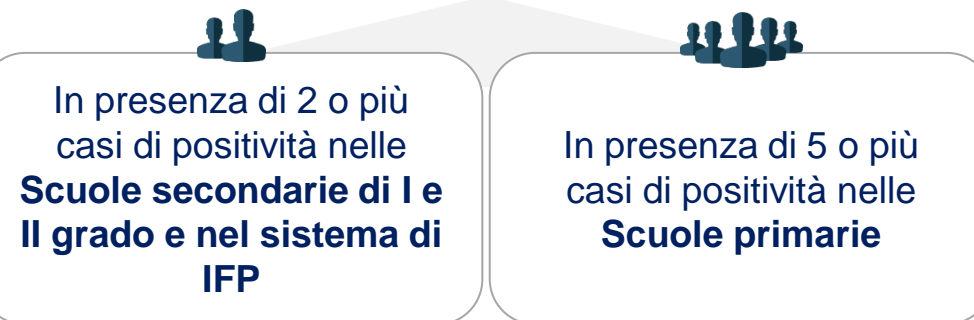 In presenza di 2 o più
casi di positività nelle
Scuole secondarie di I e
II grado e nel sistema di
IFP
In presenza di 5 o più
casi di positività nelle
Scuole primarie